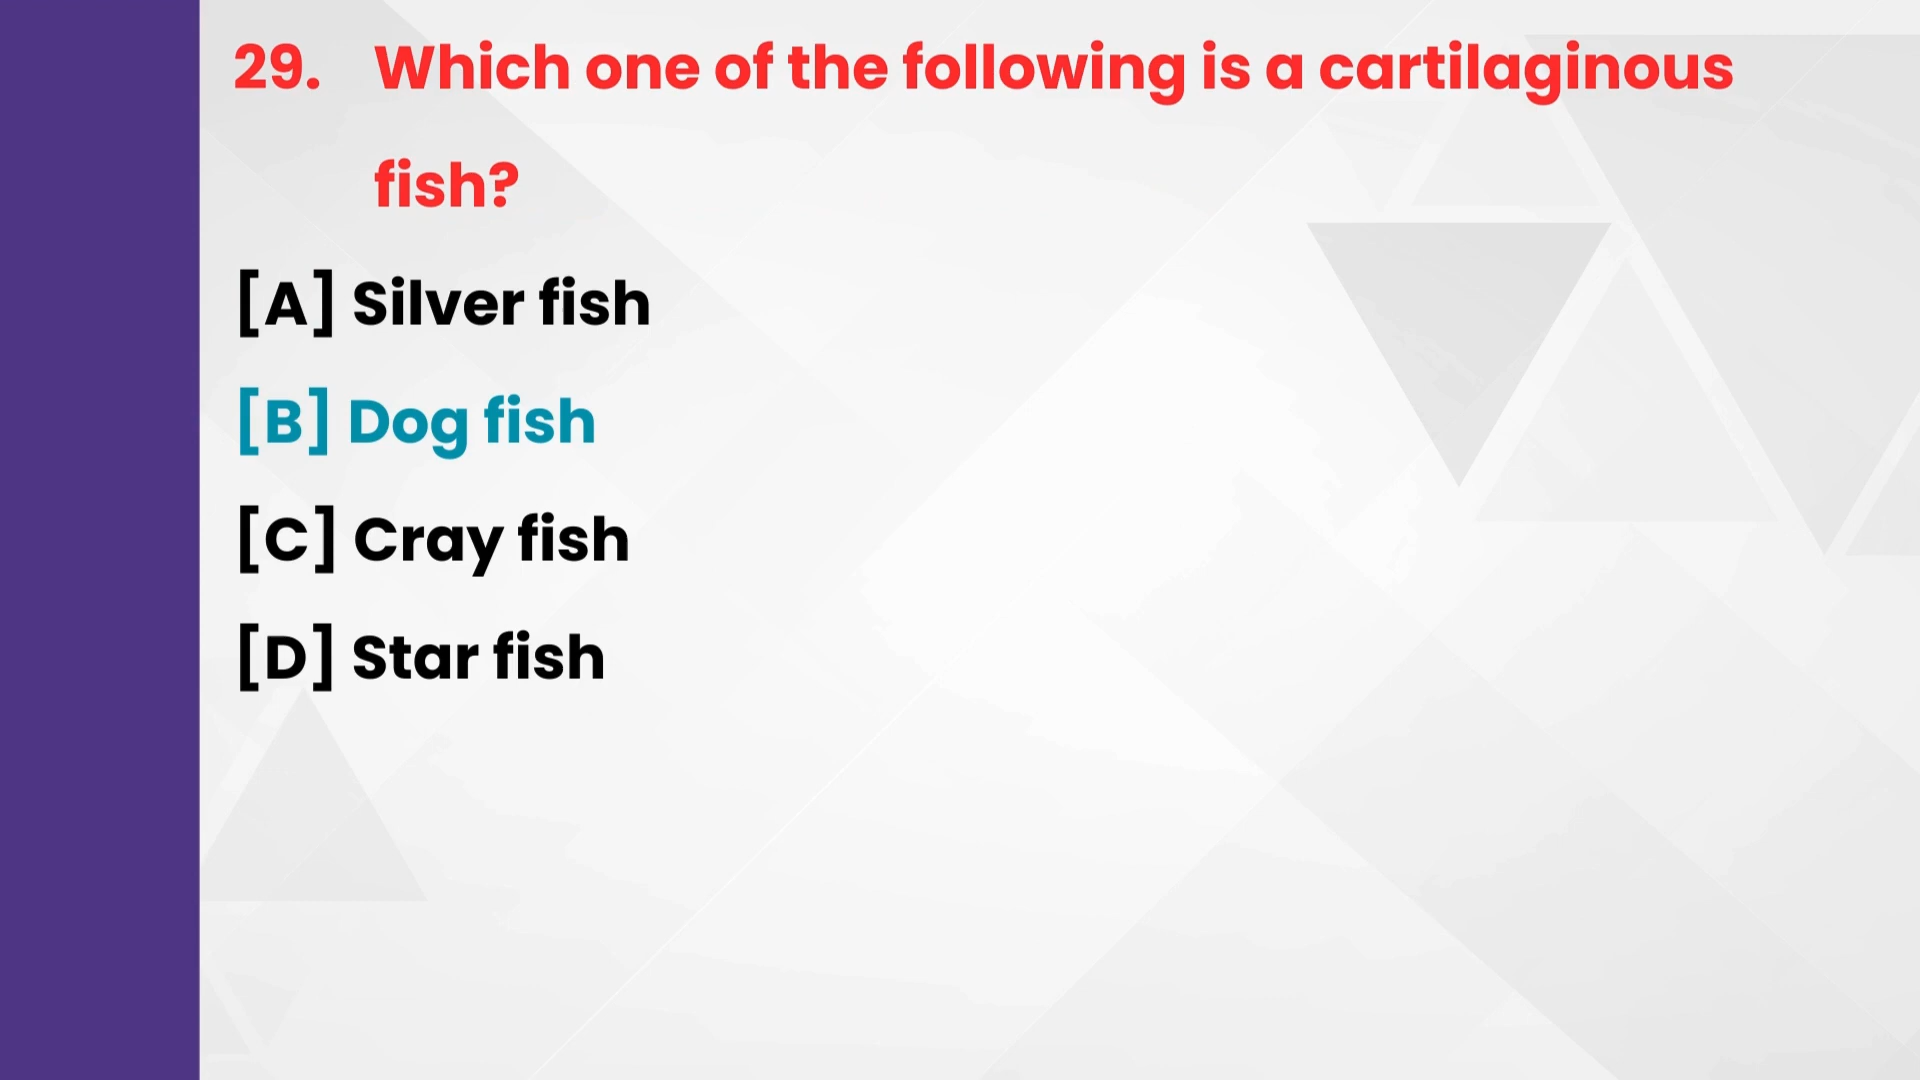 29. Which one of the following is a cartilaginous
fish?
[A] Silver fish
[B] Dog fish
[C] Cray fish
[D] Star fish